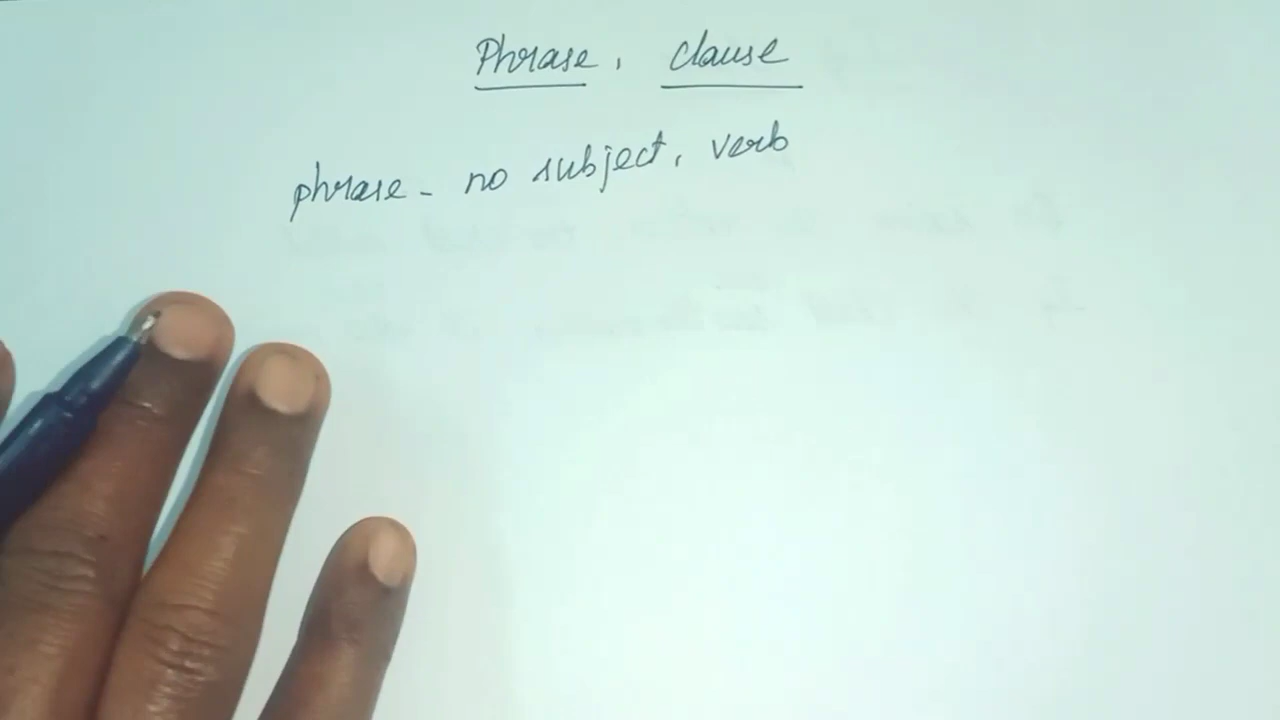 Phrase, Clause
phrase - no subject, verb